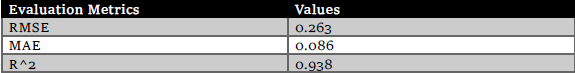 Evaluation Metrics Values
RMSE 0.263
MAE 0.086
R^2 0.938